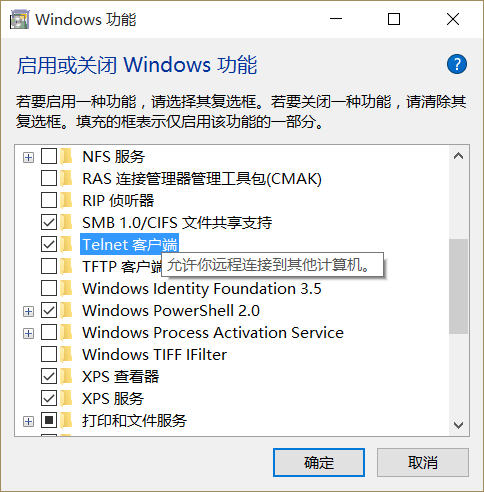 Windows 功能
启用或关闭 Windows 功能
?
若要启用一种功能，请选择其复选框。若要关闭一种功能，请清除其
复选框。填充的框表示仅启用该功能的一部分。
NFS 服务
RAS 连接管理器管理工具包(CMAK)
RIP 侦听器
SMB 1.0/CIFS 文件共享支持
Telnet 客户端
TFTP 客户端
允许你远程连接到其他计算机。
Windows Identity Foundation 3.5
Windows PowerShell 2.0
Windows Process Activation Service
Windows TIFF IFilter
XPS 查看器
XPS 服务
打印和文件服务
确定
取消